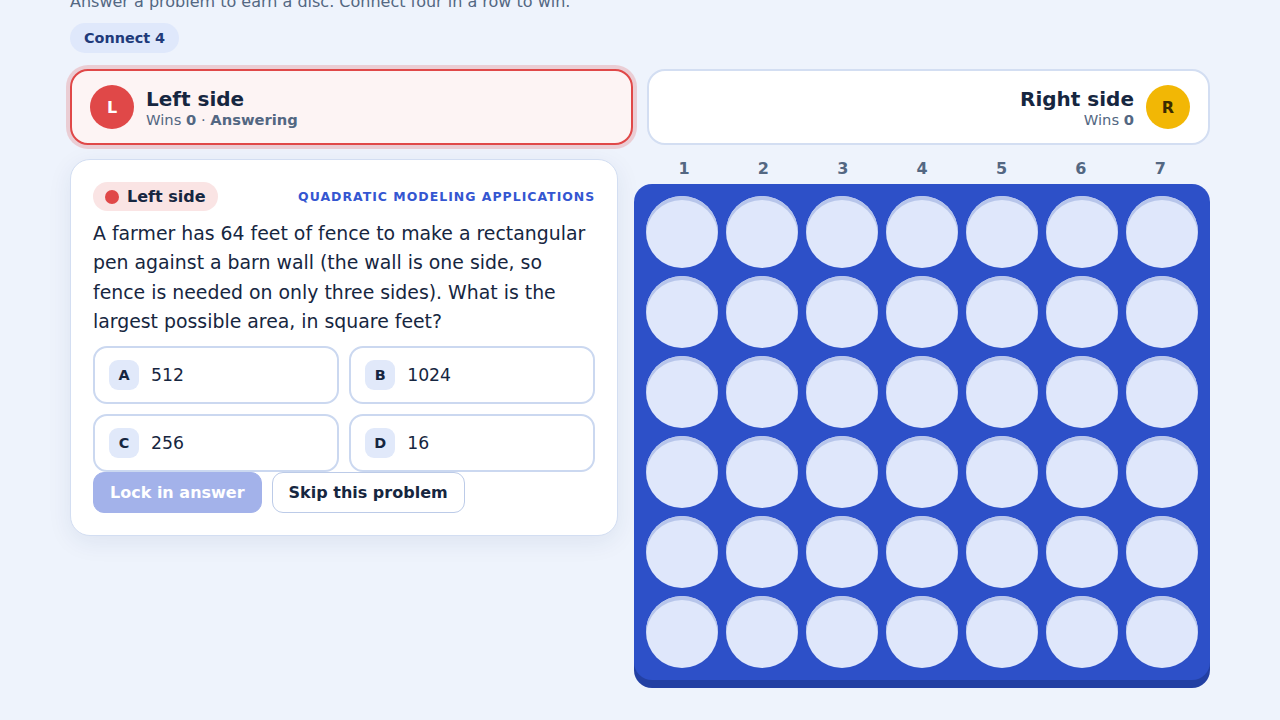 Answer a problem to earn a disc. Connect four in a row to win.
Connect 4
L
Left side
Wins 0 · Answering
Right side
Wins 0
R
Left side
QUADRATIC MODELING APPLICATIONS
A farmer has 64 feet of fence to make a rectangular
pen against a barn wall (the wall is one side, so
fence is needed on only three sides). What is the
largest possible area, in square feet?
A 512
B 1024
C 256
D 16
Lock in answer
Skip this problem
1 2 3 4 5 6 7